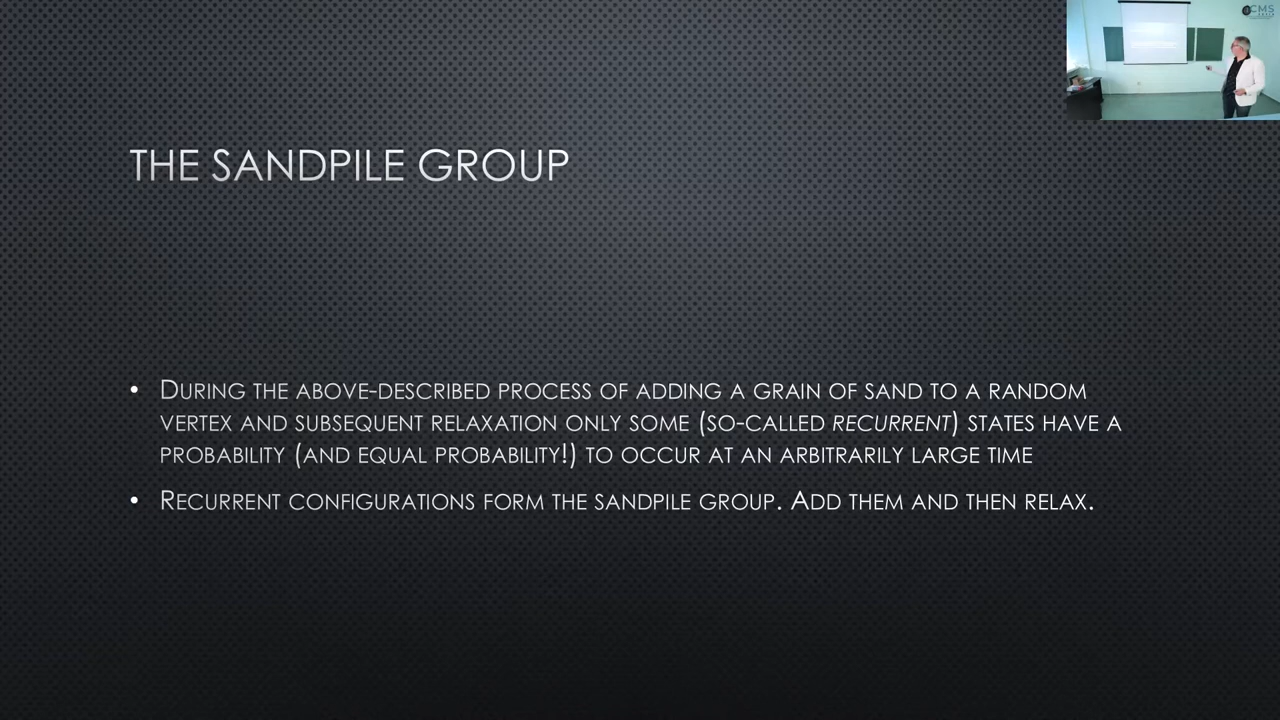 CMS
THE SANDPILE GROUP
• DURING THE ABOVE-DESCRIBED PROCESS OF ADDING A GRAIN OF SAND TO A RANDOM
VERTEX AND SUBSEQUENT RELAXATION ONLY SOME (SO-CALLED RECURRENT) STATES HAVE A
PROBABILITY (AND EQUAL PROBABILITY!) TO OCCUR AT AN ARBITRARILY LARGE TIME
• RECURRENT CONFIGURATIONS FORM THE SANDPILE GROUP. ADD THEM AND THEN RELAX.